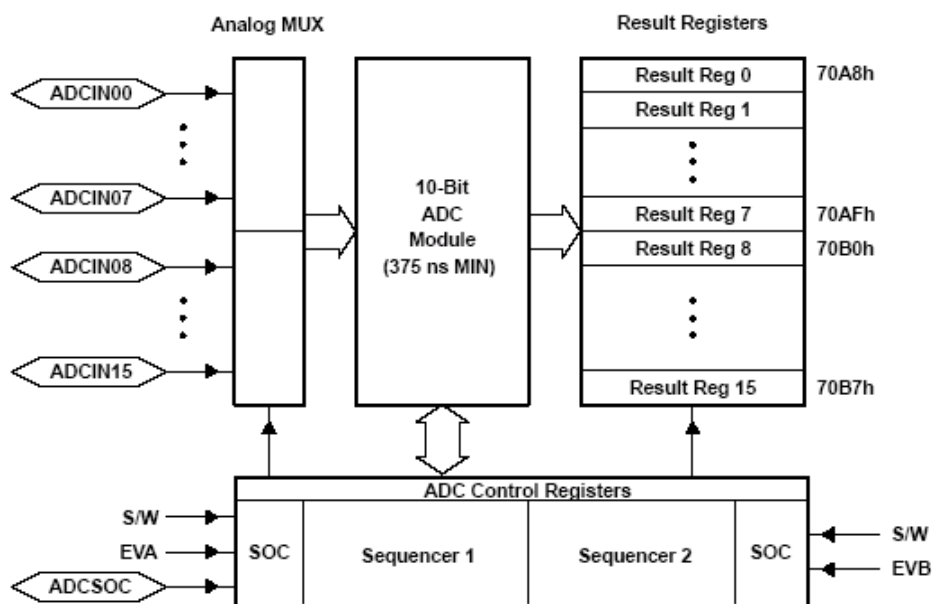 Analog MUX
Result Registers
ADCIN00
ADCIN07
ADCIN08
ADCIN15
10-Bit
ADC
Module
(375 ns MIN)
Result Reg 0
70A8h
Result Reg 1
Result Reg 7
70AFh
Result Reg 8
70B0h
Result Reg 15
70B7h
ADC Control Registers
S/W
EVA
ADCSOC
SOC
Sequencer 1
Sequencer 2
SOC
S/W
EVB